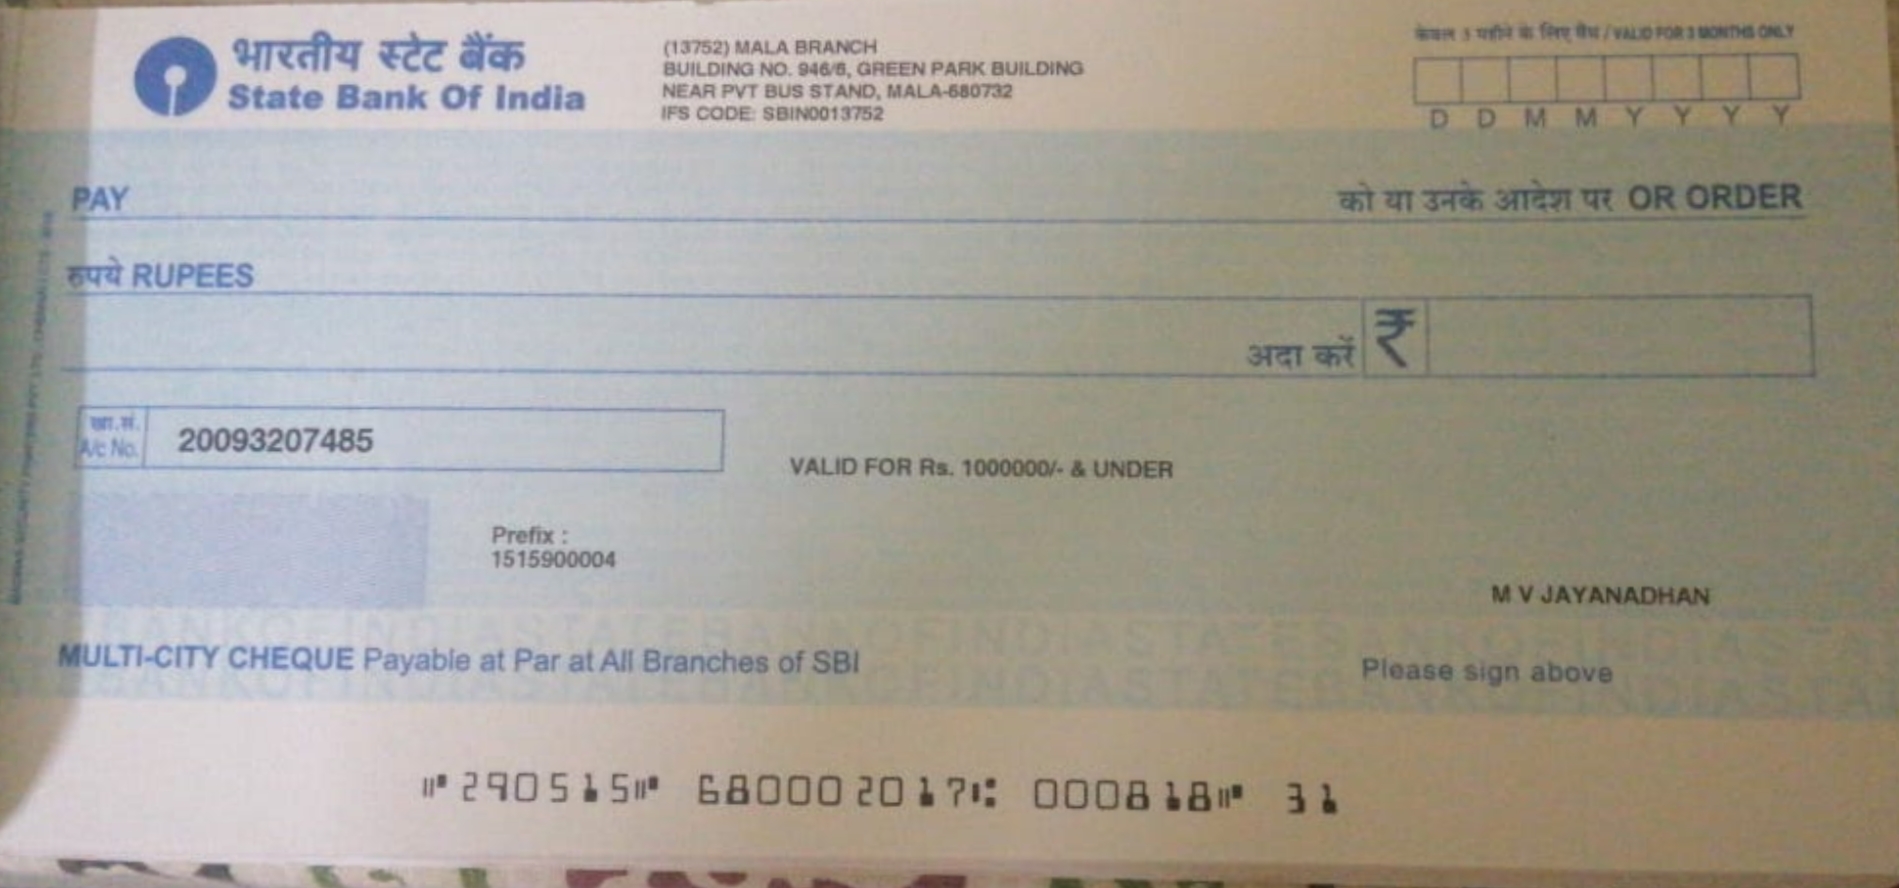 भारतीय स्टेट बैंक
State Bank Of India
(13752) MALA BRANCH
BUILDING NO. 946/6, GREEN PARK BUILDING
NEAR PVT BUS STAND, MALA-680732
IFS CODE: SBIN0013752
केवल 3 महीने के लिए वैध / VALID FOR 3 MONTHS ONLY
D D M M Y Y Y Y
PAY
को या उनके आदेश पर OR ORDER
रुपये RUPEES
अदा करें ₹
खा.सं.
A/c No.
20093207485
VALID FOR Rs. 1000000/- & UNDER
Prefix :
1515900004
M V JAYANADHAN
MULTI-CITY CHEQUE Payable at Par at All Branches of SBI
Please sign above
⑈290515⑈ 680002017⑆ 000818⑈ 31